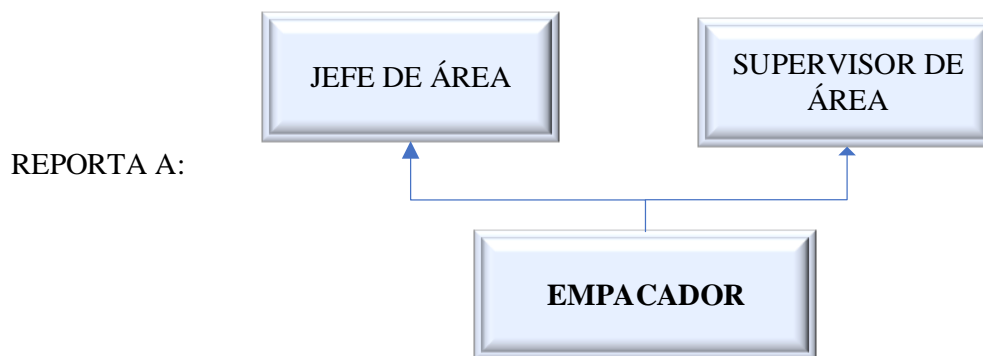 JEFE DE ÁREA
SUPERVISOR DE
ÁREA
REPORTA A:
EMPACADOR